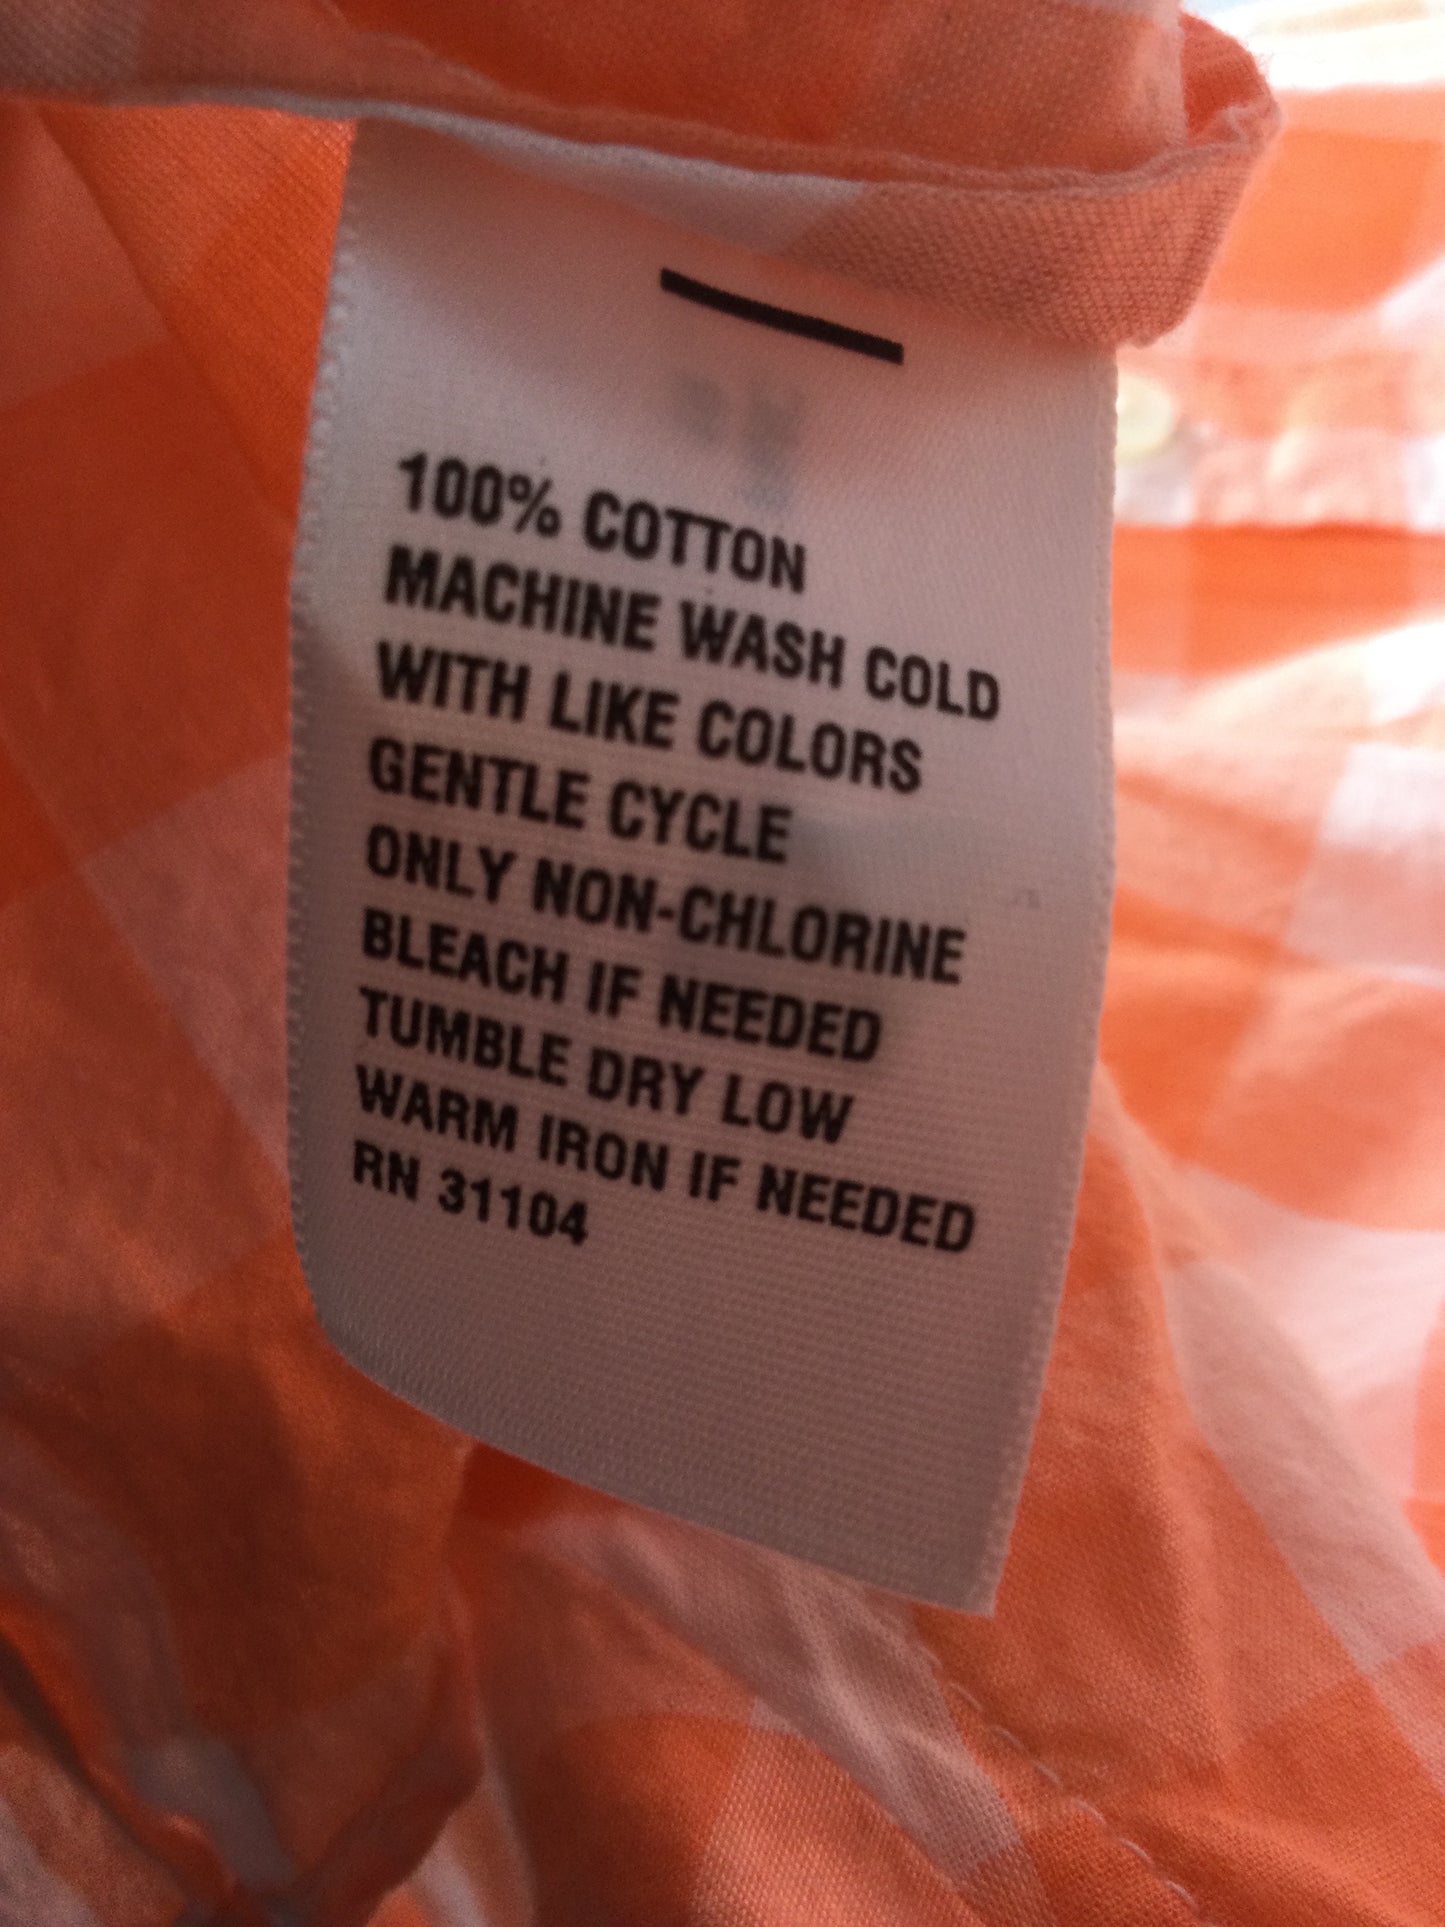 100% COTTON
MACHINE WASH COLD
WITH LIKE COLORS
GENTLE CYCLE
ONLY NON-CHLORINE
BLEACH IF NEEDED
TUMBLE DRY LOW
WARM IRON IF NEEDED
RN 31104